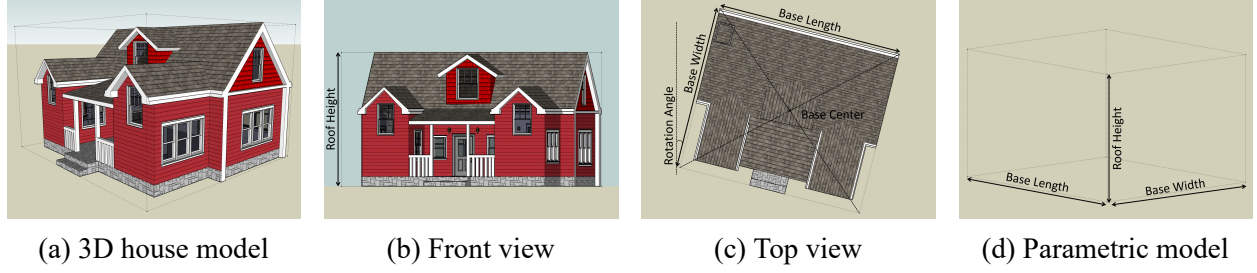 Roof Height
Base Length
Base Width
Rotation Angle
Base Center
Roof Height
Base Length
Base Width
(a) 3D house model
(b) Front view
(c) Top view
(d) Parametric model